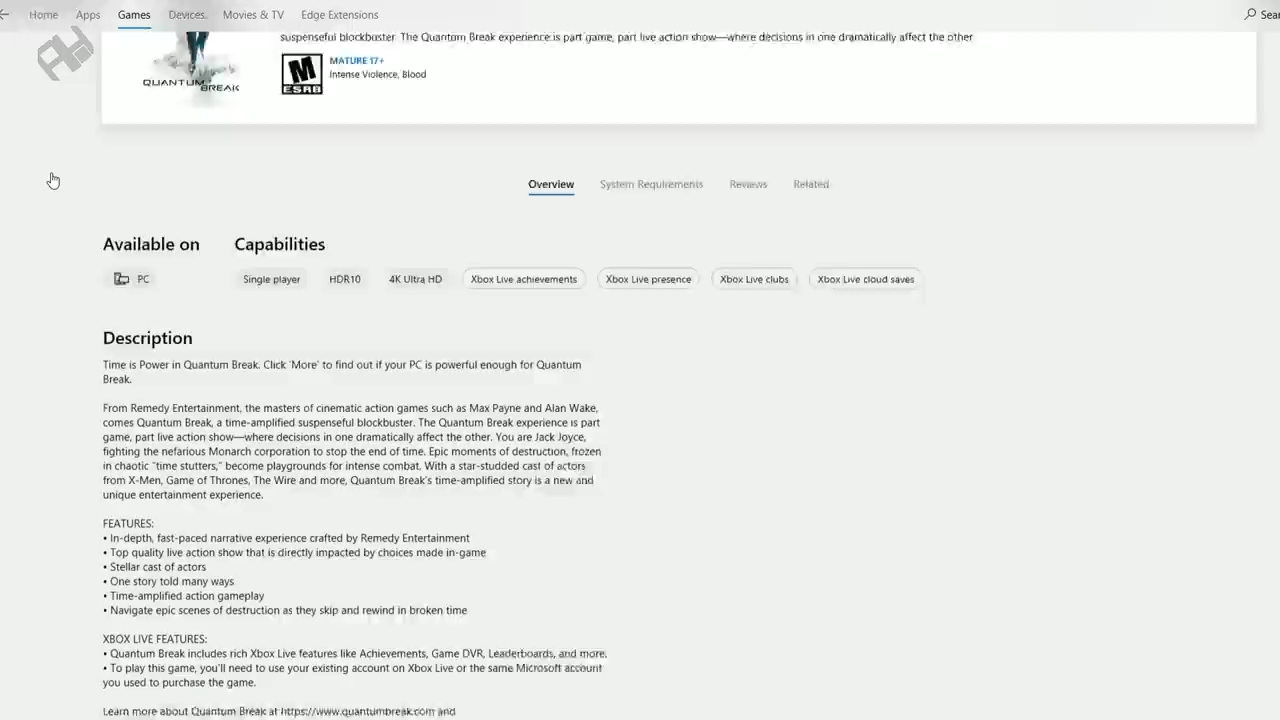 Home Apps Games Devices Movies & TV Edge Extensions
suspenseful blockbuster. The Quantum Break experience is part game, part live action show—where decisions in one dramatically affect the other
QUANTUM BREAK
M
ESRB
MATURE 17+
Intense Violence, Blood
Overview System Requirements Reviews Related
Available on Capabilities
PC Single player HDR10 4K Ultra HD Xbox Live achievements Xbox Live presence Xbox Live clubs Xbox Live cloud saves
Description
Time is Power in Quantum Break. Click 'More' to find out if your PC is powerful enough for Quantum
Break.
From Remedy Entertainment, the masters of cinematic action games such as Max Payne and Alan Wake,
comes Quantum Break, a time-amplified suspenseful blockbuster. The Quantum Break experience is part
game, part live action show—where decisions in one dramatically affect the other. You are Jack Joyce,
fighting the nefarious Monarch corporation to stop the end of time. Epic moments of destruction, frozen
in chaotic "time stutters," become playgrounds for intense combat. With a star-studded cast of actors
from X-Men, Game of Thrones, The Wire and more, Quantum Break's time-amplified story is a new and
unique entertainment experience.
FEATURES:
• In-depth, fast-paced narrative experience crafted by Remedy Entertainment
• Top quality live action show that is directly impacted by choices made in-game
• Stellar cast of actors
• One story told many ways
• Time-amplified action gameplay
• Navigate epic scenes of destruction as they skip and rewind in broken time
XBOX LIVE FEATURES:
• Quantum Break includes rich Xbox Live features like Achievements, Game DVR, Leaderboards, and more.
• To play this game, you'll need to use your existing account on Xbox Live or the same Microsoft account
you used to purchase the game.
Learn more about Quantum Break at https://www.quantumbreak.com and